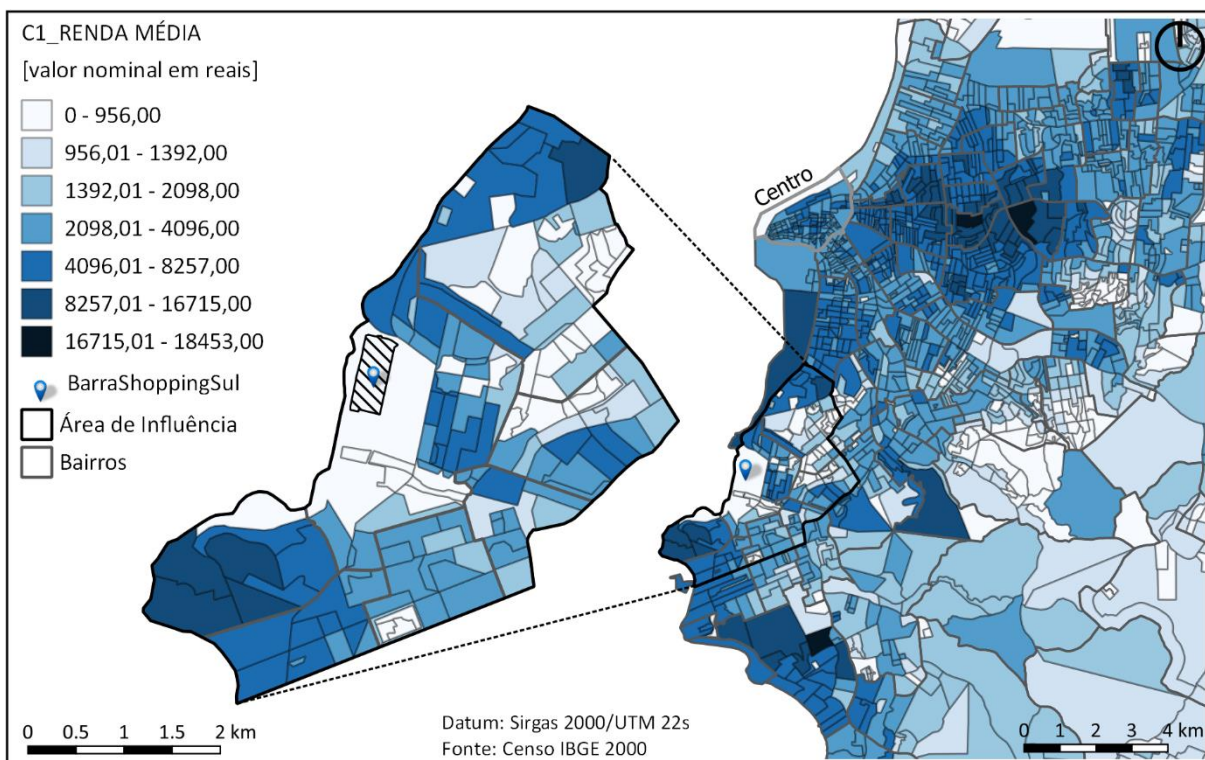 C1_RENDA MÉDIA
[valor nominal em reais]
0 - 956,00
956,01 - 1392,00
1392,01 - 2098,00
2098,01 - 4096,00
4096,01 - 8257,00
8257,01 - 16715,00
16715,01 - 18453,00
BarraShoppingSul
Área de Influência
Bairros
Centro
0 0.5 1 1.5 2 km
Datum: Sirgas 2000/UTM 22s
Fonte: Censo IBGE 2000
0 1 2 3 4 km